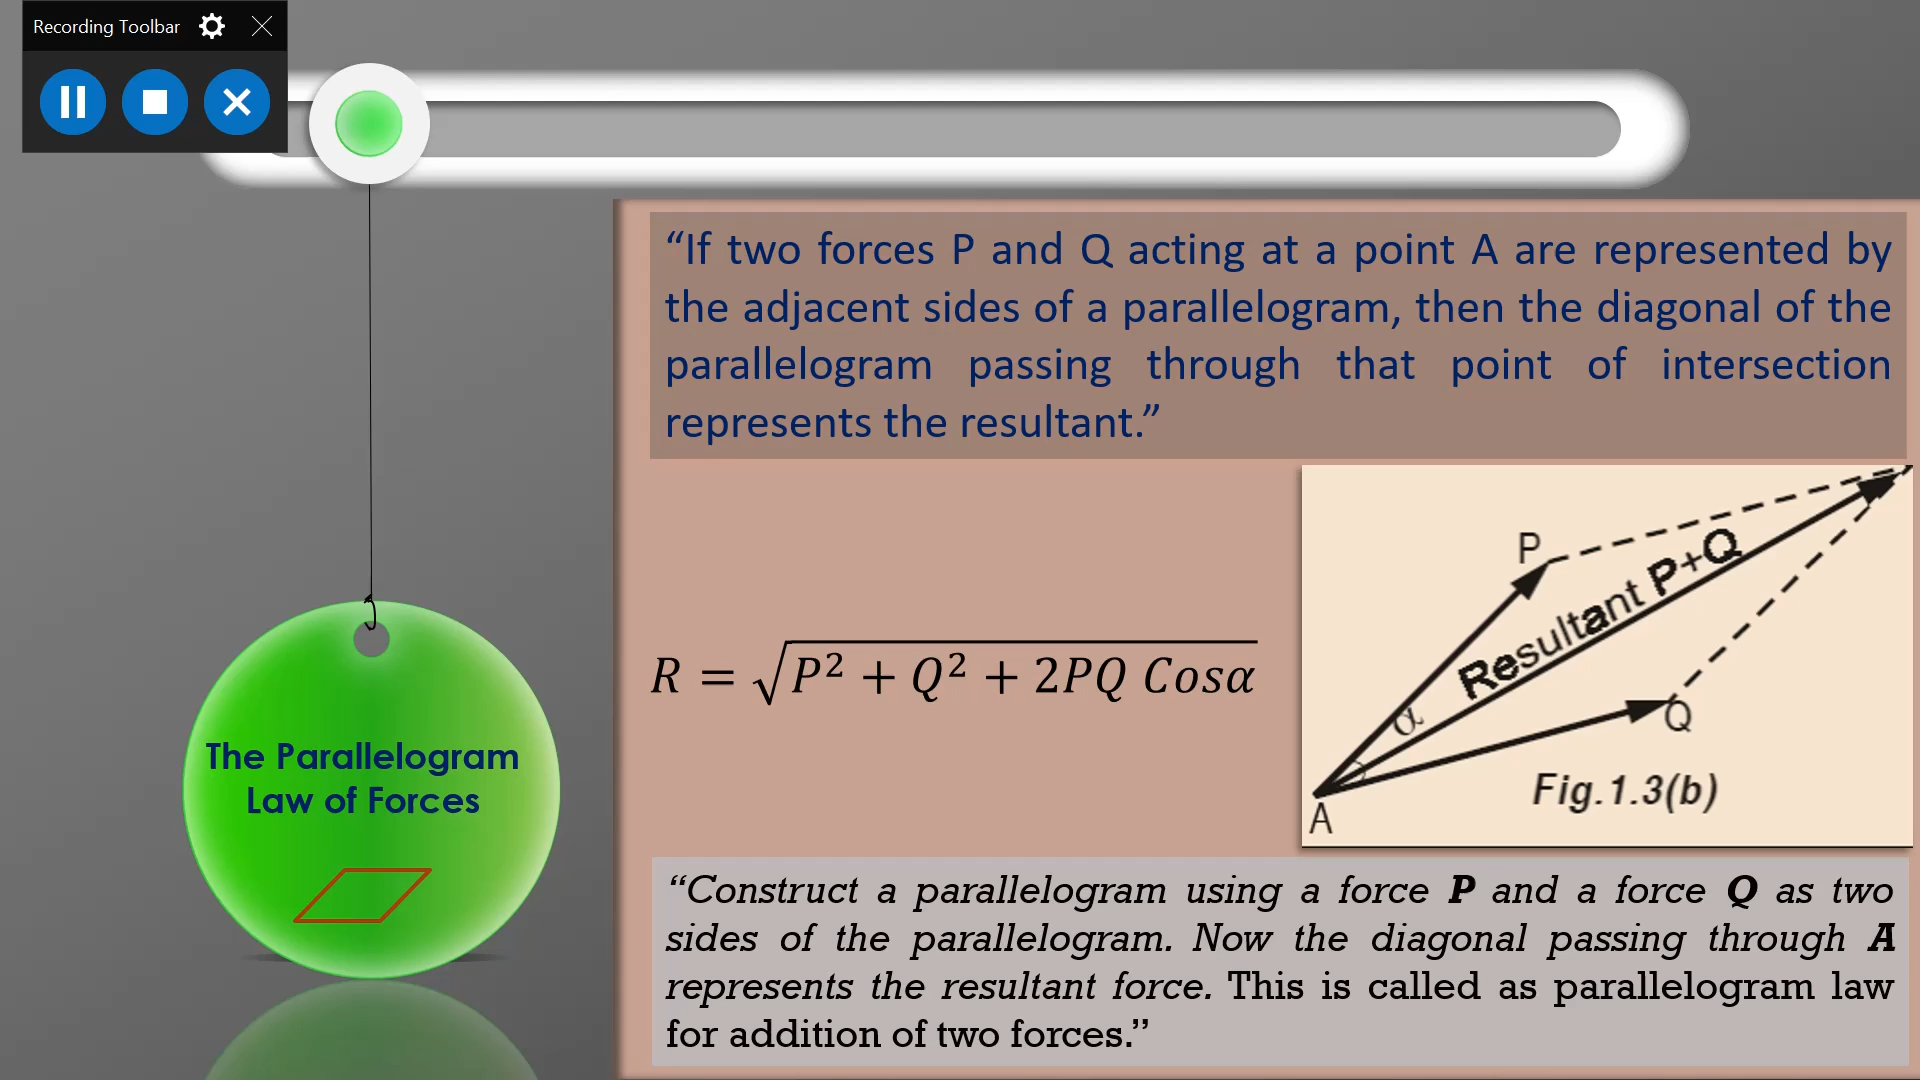 Recording Toolbar
“If two forces P and Q acting at a point A are represented by
the adjacent sides of a parallelogram, then the diagonal of the
parallelogram passing through that point of intersection
represents the resultant.”
P
Resultant P+Q
R = √P² + Q² + 2PQ Cosα
α
Q
The Parallelogram
Law of Forces
Fig.1.3(b)
A
“Construct a parallelogram using a force P and a force Q as two
sides of the parallelogram. Now the diagonal passing through A
represents the resultant force. This is called as parallelogram law
for addition of two forces.”